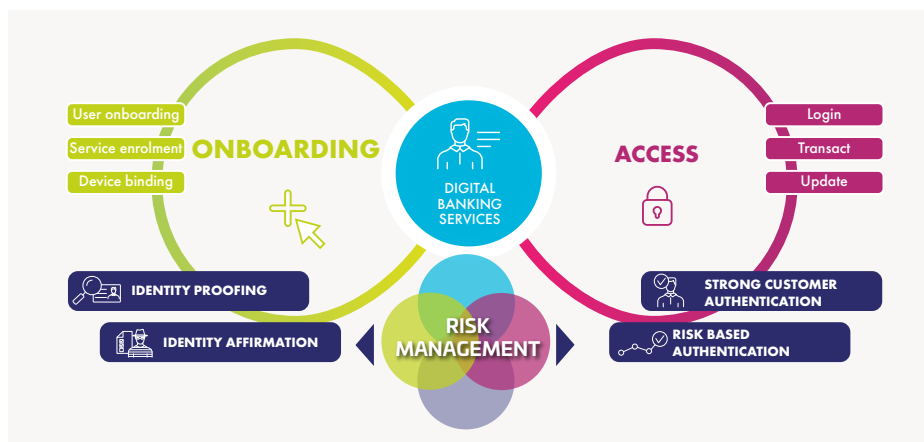 User onboarding
Service enrolment
Device binding
ONBOARDING
IDENTITY PROOFING
IDENTITY AFFIRMATION
DIGITAL
BANKING
SERVICES
RISK
MANAGEMENT
ACCESS
Login
Transact
Update
STRONG CUSTOMER
AUTHENTICATION
RISK BASED
AUTHENTICATION